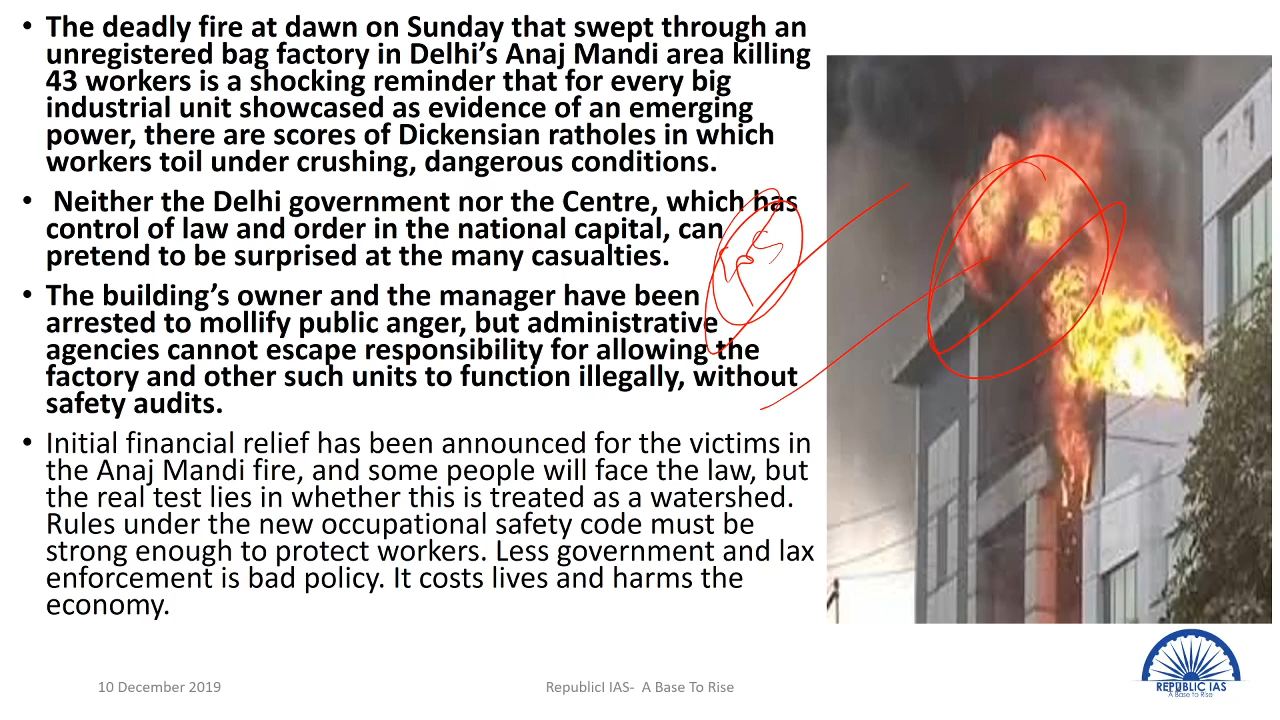 • The deadly fire at dawn on Sunday that swept through an
unregistered bag factory in Delhi’s Anaj Mandi area killing
43 workers is a shocking reminder that for every big
industrial unit showcased as evidence of an emerging
power, there are scores of Dickensian ratholes in which
workers toil under crushing, dangerous conditions.
• Neither the Delhi government nor the Centre, which has
control of law and order in the national capital, can
pretend to be surprised at the many casualties.
• The building’s owner and the manager have been
arrested to mollify public anger, but administrative
agencies cannot escape responsibility for allowing the
factory and other such units to function illegally, without
safety audits.
• Initial financial relief has been announced for the victims in
the Anaj Mandi fire, and some people will face the law, but
the real test lies in whether this is treated as a watershed.
Rules under the new occupational safety code must be
strong enough to protect workers. Less government and lax
enforcement is bad policy. It costs lives and harms the
economy.
10 December 2019
RepublicI IAS- A Base To Rise
REPUBLIC IAS
A Base to Rise